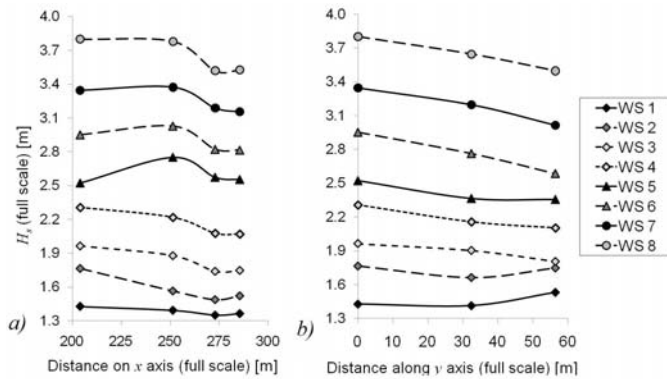 4.0
3.7
3.4
3.1
2.8
2.5
2.2
1.9
1.6
1.3
Hs (full scale) [m]
200 225 250 275 300
a)
Distance on x axis (full scale) [m]
4.0
3.7
3.4
3.1
2.8
2.5
2.2
1.9
1.6
1.3
0 10 20 30 40 50 60
b)
Distance along y axis (full scale) [m]
WS 1
WS 2
WS 3
WS 4
WS 5
WS 6
WS 7
WS 8